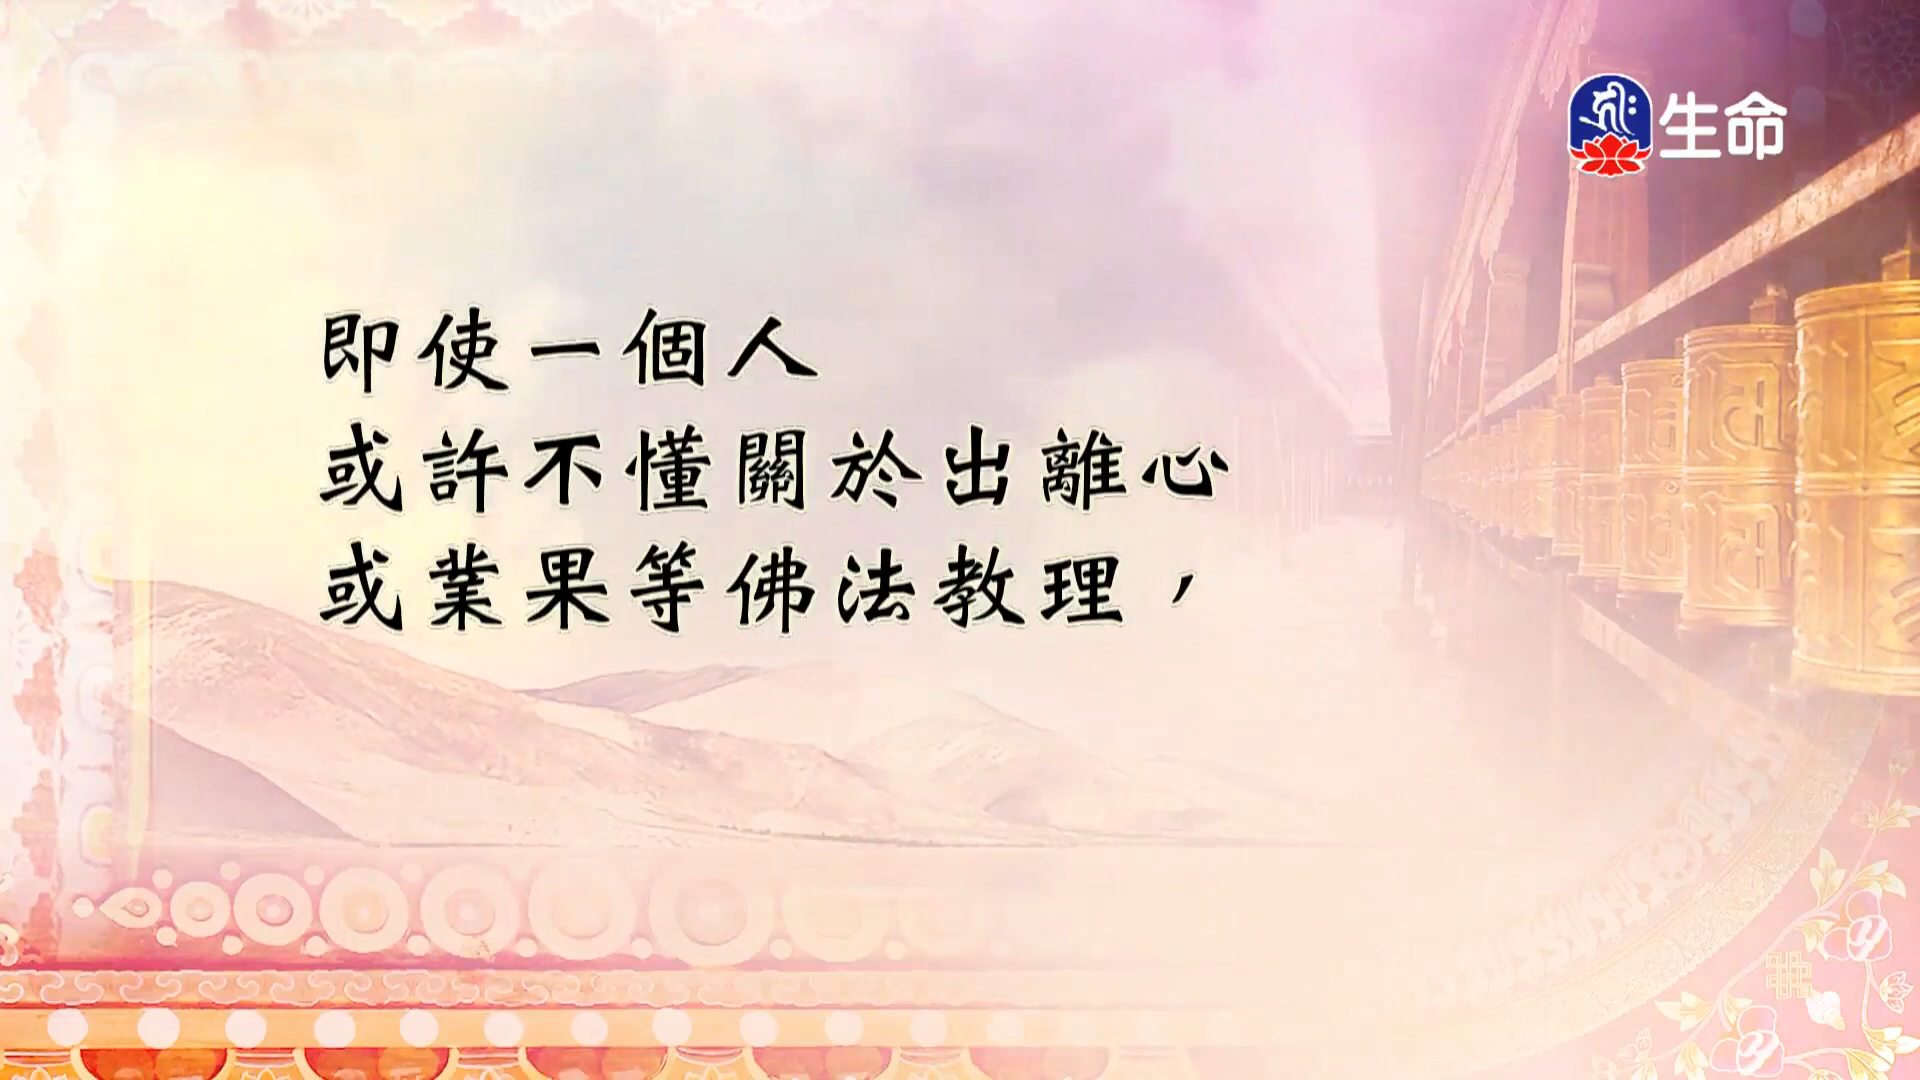 生命
即使一個人
或許不懂關於出離心
或業果等佛法教理，